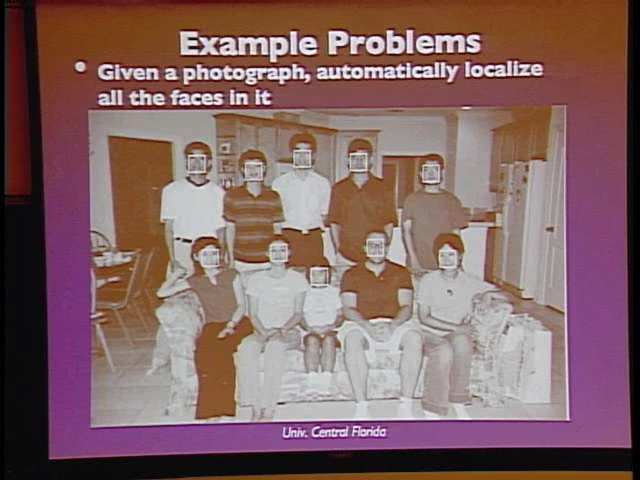 Example Problems
Given a photograph, automatically localize
all the faces in it
Univ. Central Florida